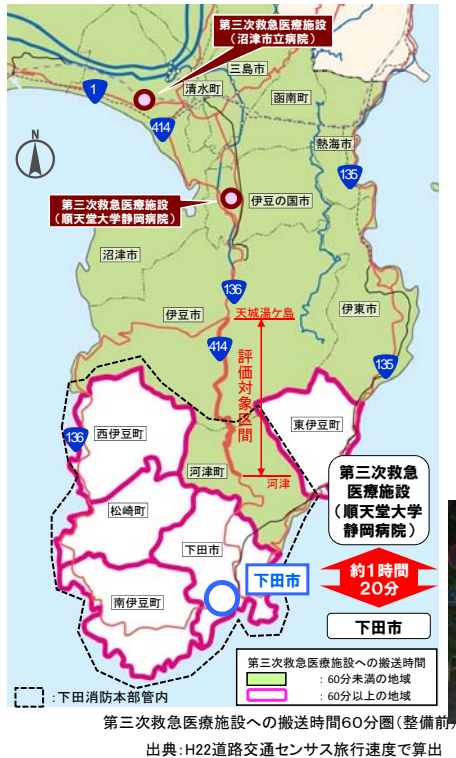 第三次救急医療施設
（沼津市立病院）
三島市
1
清水町
函南町
414
熱海市
N
135
第三次救急医療施設
（順天堂大学静岡病院）
伊豆の国市
沼津市
136
天城湯ケ島
伊豆市
伊東市
414
評価対象区間
135
東伊豆町
136
西伊豆町
河津町
河津
第三次救急
医療施設
（順天堂大学
静岡病院）
松崎町
下田市
約1時間
20分
下田市
南伊豆町
下田市
第三次救急医療施設への搬送時間
：60分未満の地域
：60分以上の地域
：下田消防本部管内
第三次救急医療施設への搬送時間60分圏（整備前
出典：H22道路交通センサス旅行速度で算出